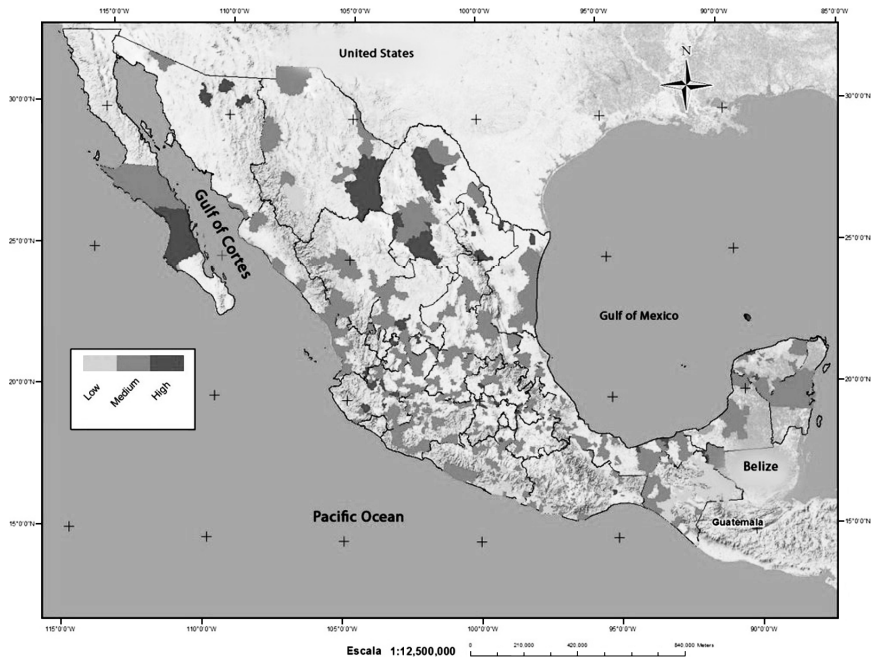 115°0'0"W 110°0'0"W 105°0'0"W 100°0'0"W 95°0'0"W 90°0'0"W 85°0'0"W
United States
N
30°0'0"N 30°0'0"N
Gulf of Cortes
25°0'0"N 25°0'0"N
Gulf of Mexico
Low Medium High
20°0'0"N 20°0'0"N
Belize
Pacific Ocean
Guatemala
15°0'0"N 15°0'0"N
115°0'0"W 110°0'0"W 105°0'0"W 100°0'0"W 95°0'0"W 90°0'0"W
Escala 1:12,500,000
0 210,000 420,000 840,000 Meters